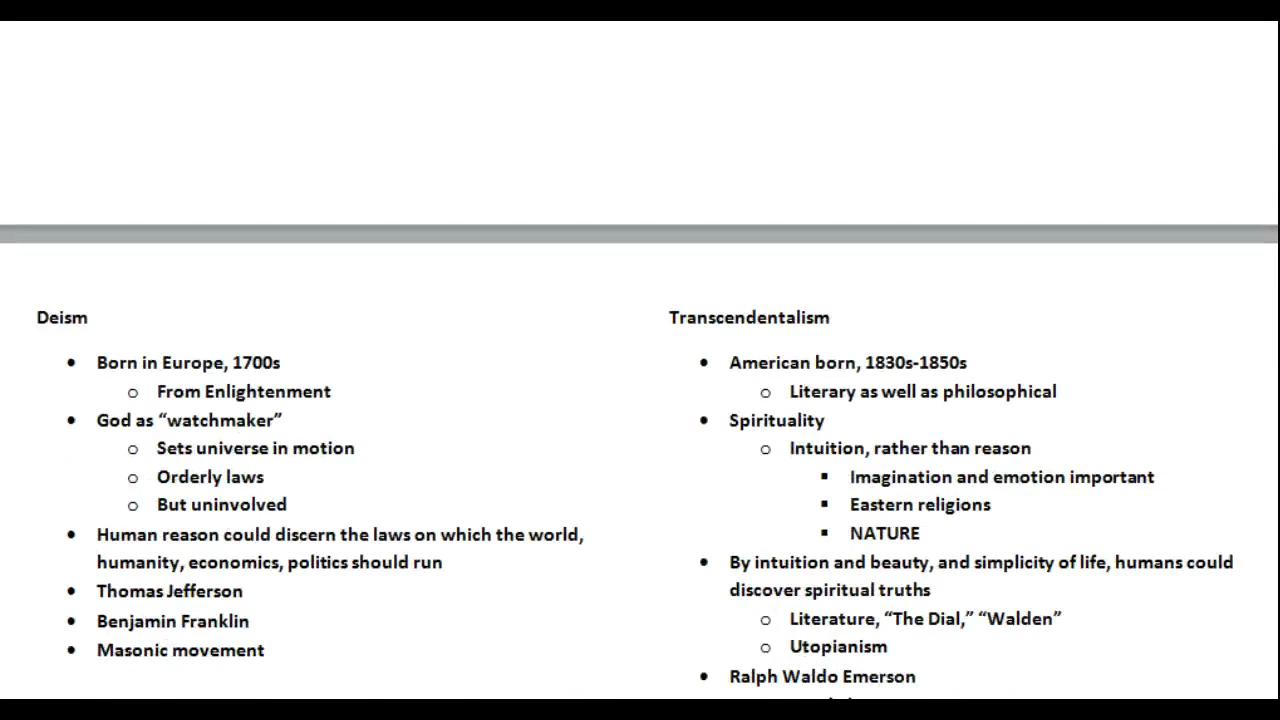 Deism
• Born in Europe, 1700s
o From Enlightenment
• God as “watchmaker”
o Sets universe in motion
o Orderly laws
o But uninvolved
• Human reason could discern the laws on which the world,
humanity, economics, politics should run
• Thomas Jefferson
• Benjamin Franklin
• Masonic movement
Transcendentalism
• American born, 1830s-1850s
o Literary as well as philosophical
• Spirituality
o Intuition, rather than reason
▪ Imagination and emotion important
▪ Eastern religions
▪ NATURE
• By intuition and beauty, and simplicity of life, humans could
discover spiritual truths
o Literature, “The Dial,” “Walden”
o Utopianism
• Ralph Waldo Emerson